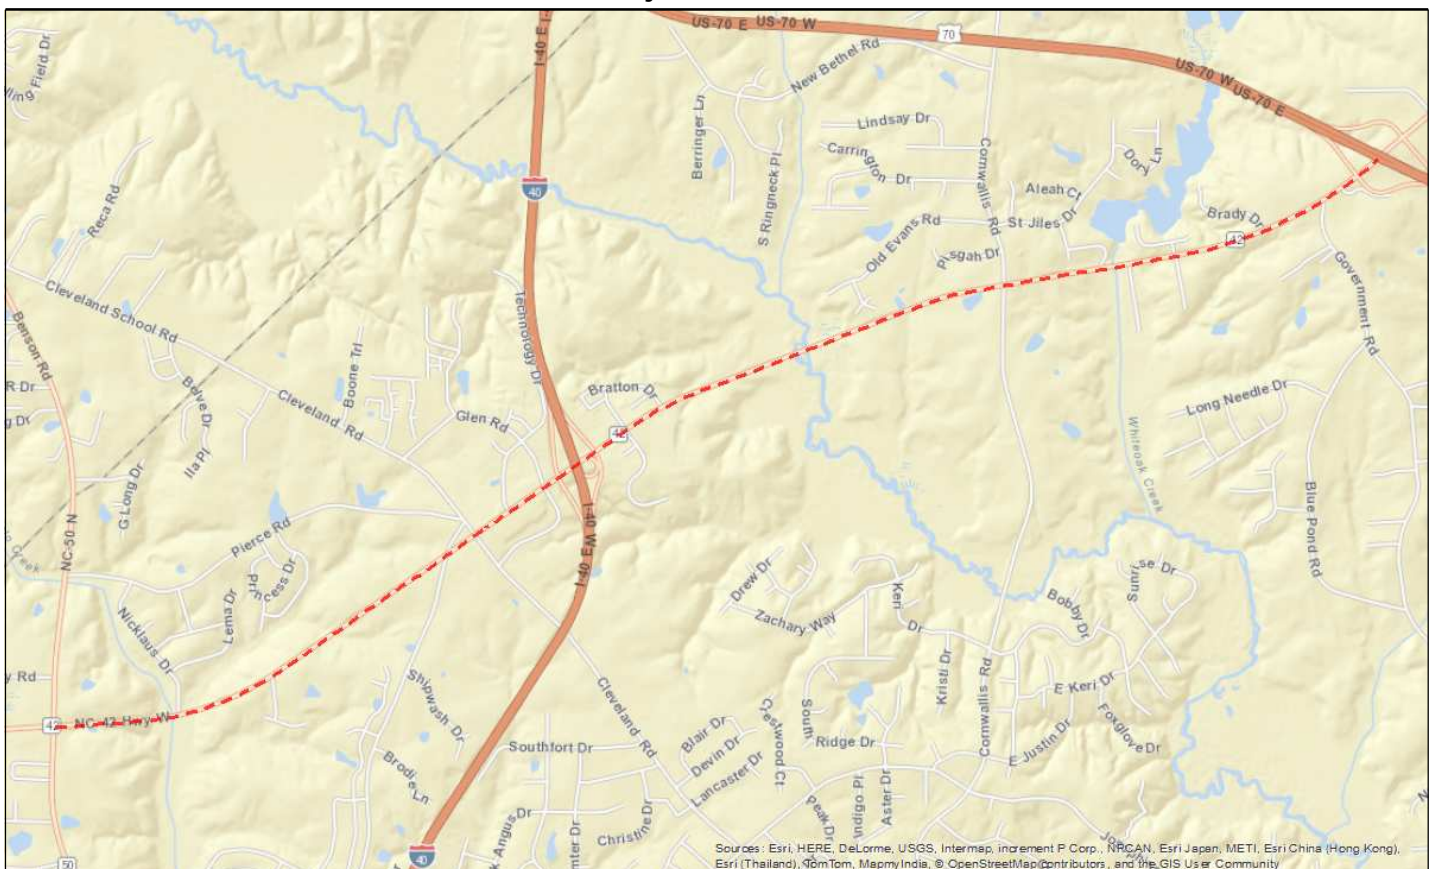 I-40 E
US-70 E
US-70 W
70
New Bethel Rd
US-70 W
US-70 E
Field Dr
Berringer Ln
S Ringneck Pl
Lindsay Dr
Carrington Dr
Cornwallis Rd
Dory Ln
Aleah Ct
40
Reca Rd
Old Evans Rd
St Jiles Dr
Brady Dr
42
Pisgah Dr
Government Rd
Cleveland School Rd
Technology Dr
Benson Rd
Boone Trl
R Dr
Belve Dr
Bratton Dr
Long Needle Dr
g Dr
Cleveland Rd
Glen Rd
42
Ila Pl
Whiteoak Creek
G Long Dr
Blue Pond Rd
Pierce Rd
I-40 W
I-40 E
NC-50 N
Creek
Princess Dr
Lema Dr
Nicklaus Dr
Drew Dr
Zachary Way
Keri Dr
Bobby Dr
Sunrise Dr
y Rd
Shipwash Dr
Kristi Dr
Cornwallis Rd
E Keri Dr
Foxglove Dr
42
NC-42 Hwy W
Cleveland Rd
Blair Dr
Crestwood Ct
South
Ridge Dr
E Justin Dr
Southfort Dr
Devin Dr
Lancaster Dr
Brodie Ln
Indigo Pl
Aster Dr
Peak Dr
k Angus Dr
nter Dr
Christine Dr
40
50
Sources: Esri, HERE, DeLorme, USGS, Intermap, increment P Corp., NRCAN, Esri Japan, METI, Esri China (Hong Kong),
Esri (Thailand), TomTom, MapmyIndia, © OpenStreetMap contributors, and the GIS User Community